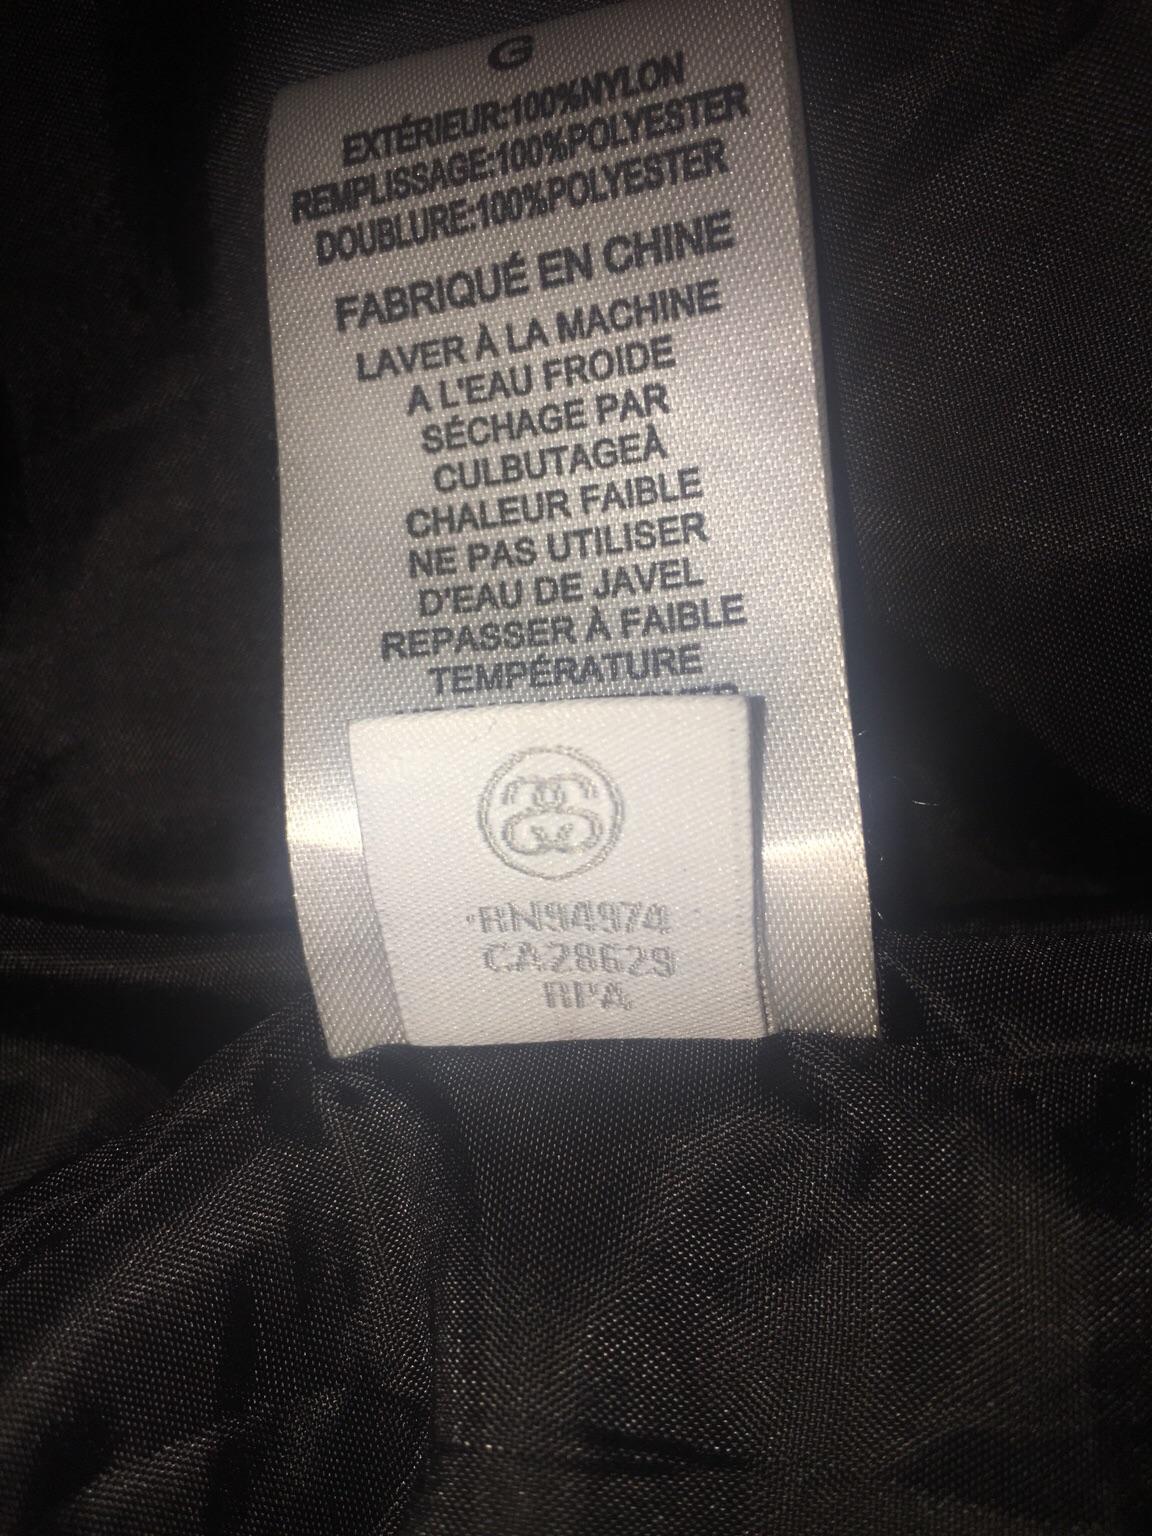 G
EXTÉRIEUR:100%NYLON
REMPLISSAGE:100%POLYESTER
DOUBLURE:100%POLYESTER
FABRIQUÉ EN CHINE
LAVER À LA MACHINE
A L'EAU FROIDE
SÉCHAGE PAR
CULBUTAGEÀ
CHALEUR FAIBLE
NE PAS UTILISER
D'EAU DE JAVEL
REPASSER À FAIBLE
TEMPÉRATURE
RN94974
CA28629
RPA